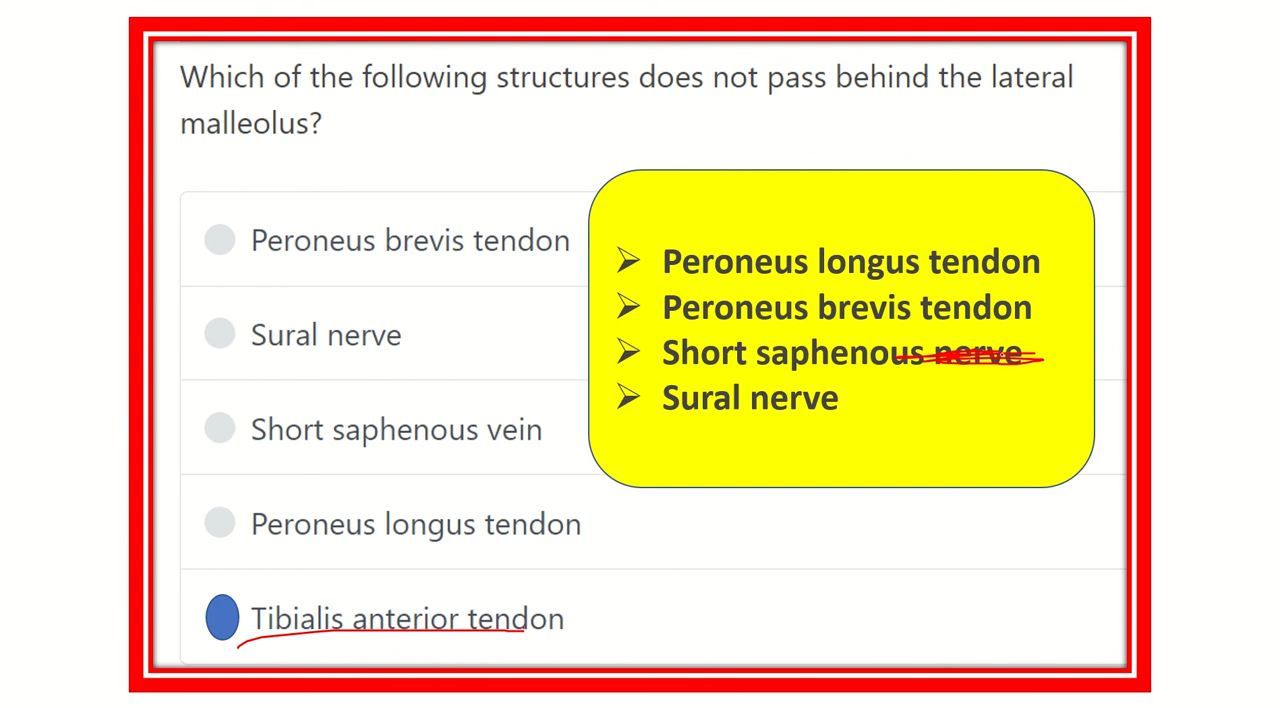 Which of the following structures does not pass behind the lateral
malleolus?
Peroneus brevis tendon
Sural nerve
Short saphenous vein
Peroneus longus tendon
Tibialis anterior tendon
Peroneus longus tendon
Peroneus brevis tendon
Short saphenous nerve
Sural nerve